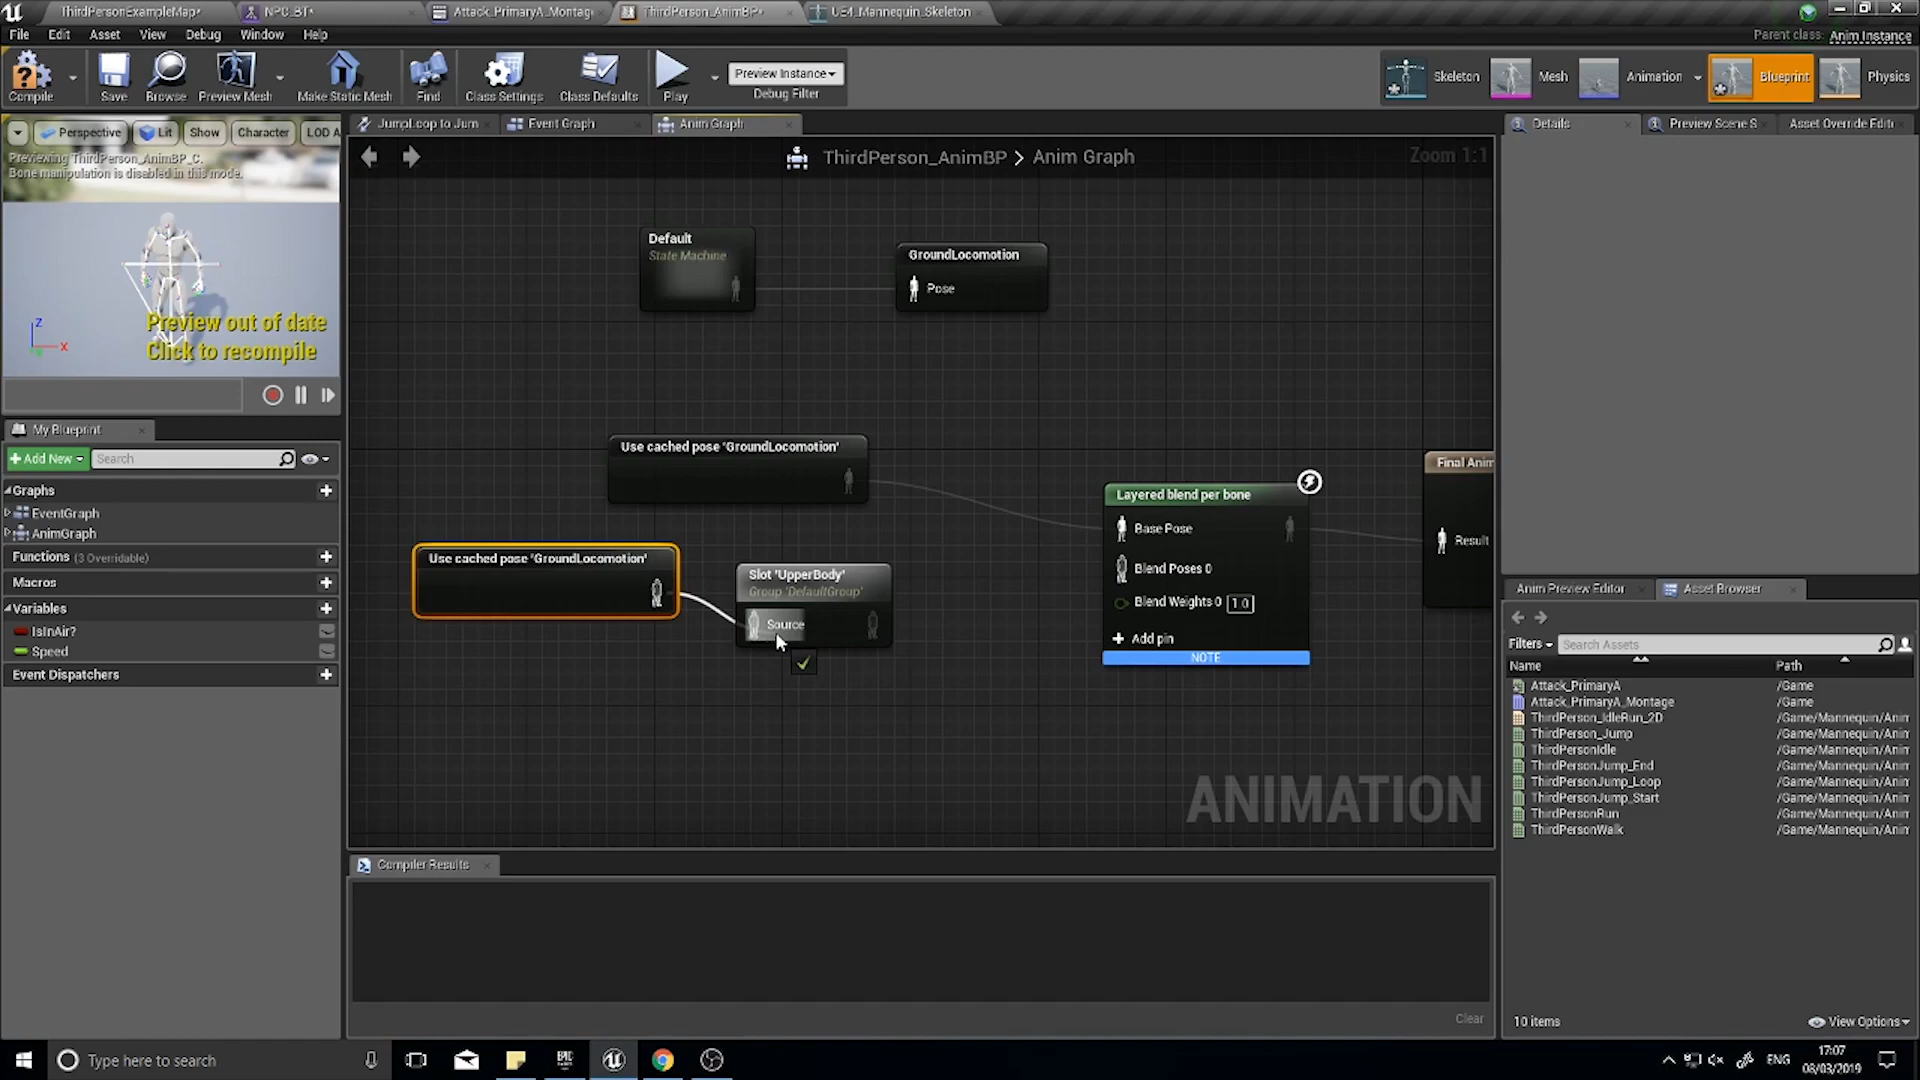 ThirdPersonExampleMap*
NPC_BT*
Attack_PrimaryA_Montage
ThirdPerson_AnimBP*
UE4_Mannequin_Skeleton
File
Edit
Asset
View
Debug
Window
Help
Parent class:
Anim Instance
Compile
Save
Browse
Preview Mesh
Make Static Mesh
Find
Class Settings
Class Defaults
Play
Preview Instance
Debug Filter
Skeleton
Mesh
Animation
Blueprint
Physics
Perspective
Lit
Show
Character
LOD A
Previewing ThirdPerson_AnimBP_C.
Bone manipulation is disabled in this mode.
Z
X
Preview out of date
Click to recompile
JumpLoop to Jum
Event Graph
Anim Graph
ThirdPerson_AnimBP > Anim Graph
Zoom 1:1
Default
State Machine
GroundLocomotion
Pose
Use cached pose 'GroundLocomotion'
Use cached pose 'GroundLocomotion'
Slot 'UpperBody'
Group 'DefaultGroup'
Source
Layered blend per bone
Base Pose
Blend Poses 0
Blend Weights 0
1.0
Add pin
NOTE
Final Anim
Result
ANIMATION
My Blueprint
Add New
Search
Graphs
EventGraph
AnimGraph
Functions (3 Overridable)
Macros
Variables
IsInAir?
Speed
Event Dispatchers
Compiler Results
Clear
Details
Preview Scene S
Asset Override Edito
Anim Preview Editor
Asset Browser
Filters
Search Assets
Name
Path
Attack_PrimaryA
/Game
Attack_PrimaryA_Montage
/Game
ThirdPerson_IdleRun_2D
/Game/Mannequin/Anim
ThirdPerson_Jump
/Game/Mannequin/Anim
ThirdPersonIdle
/Game/Mannequin/Anim
ThirdPersonJump_End
/Game/Mannequin/Anim
ThirdPersonJump_Loop
/Game/Mannequin/Anim
ThirdPersonJump_Start
/Game/Mannequin/Anim
ThirdPersonRun
/Game/Mannequin/Anim
ThirdPersonWalk
/Game/Mannequin/Anim
10 items
View Options
Type here to search
EPIC
ENG
17:07
08/03/2019